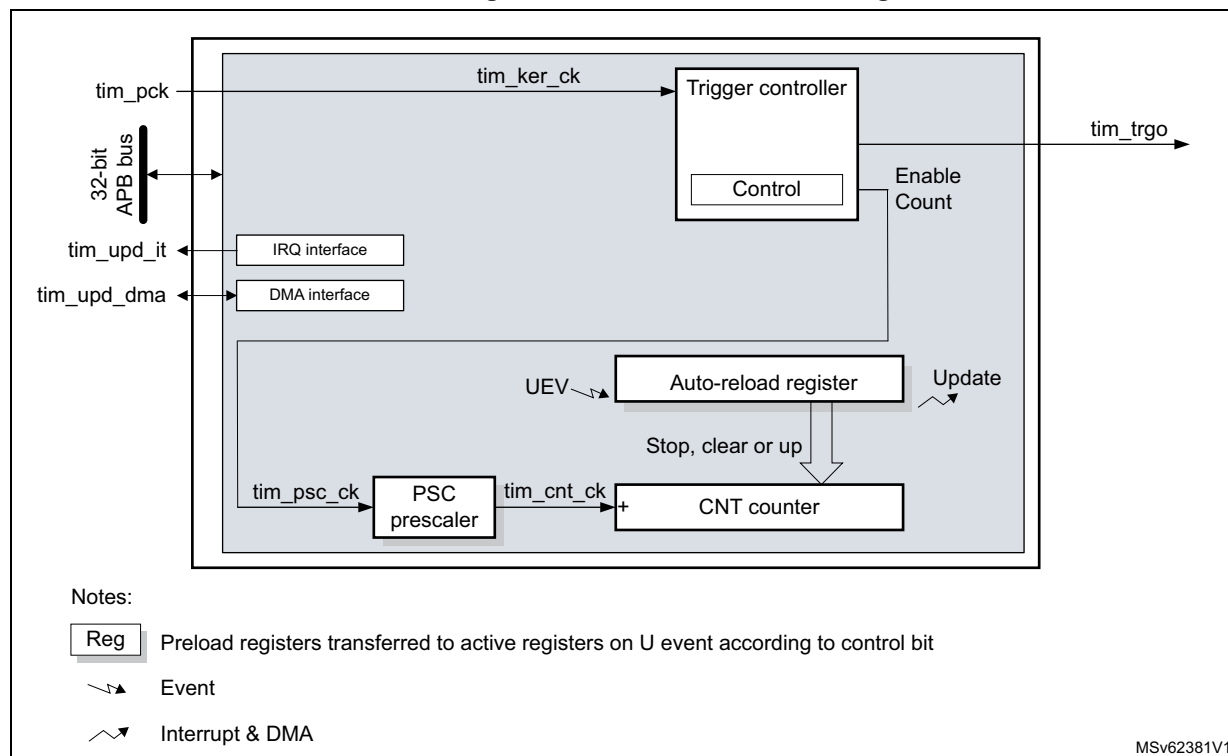 tim_ker_ck
Trigger controller
tim_pck
tim_trgo
32-bit
APB bus
Control
Enable
Count
tim_upd_it
IRQ interface
tim_upd_dma
DMA interface
UEV
Auto-reload register
Update
Stop, clear or up
tim_psc_ck
PSC
prescaler
tim_cnt_ck
+
CNT counter
Notes:
Reg
Preload registers transferred to active registers on U event according to control bit
Event
Interrupt & DMA
MSv62381V1